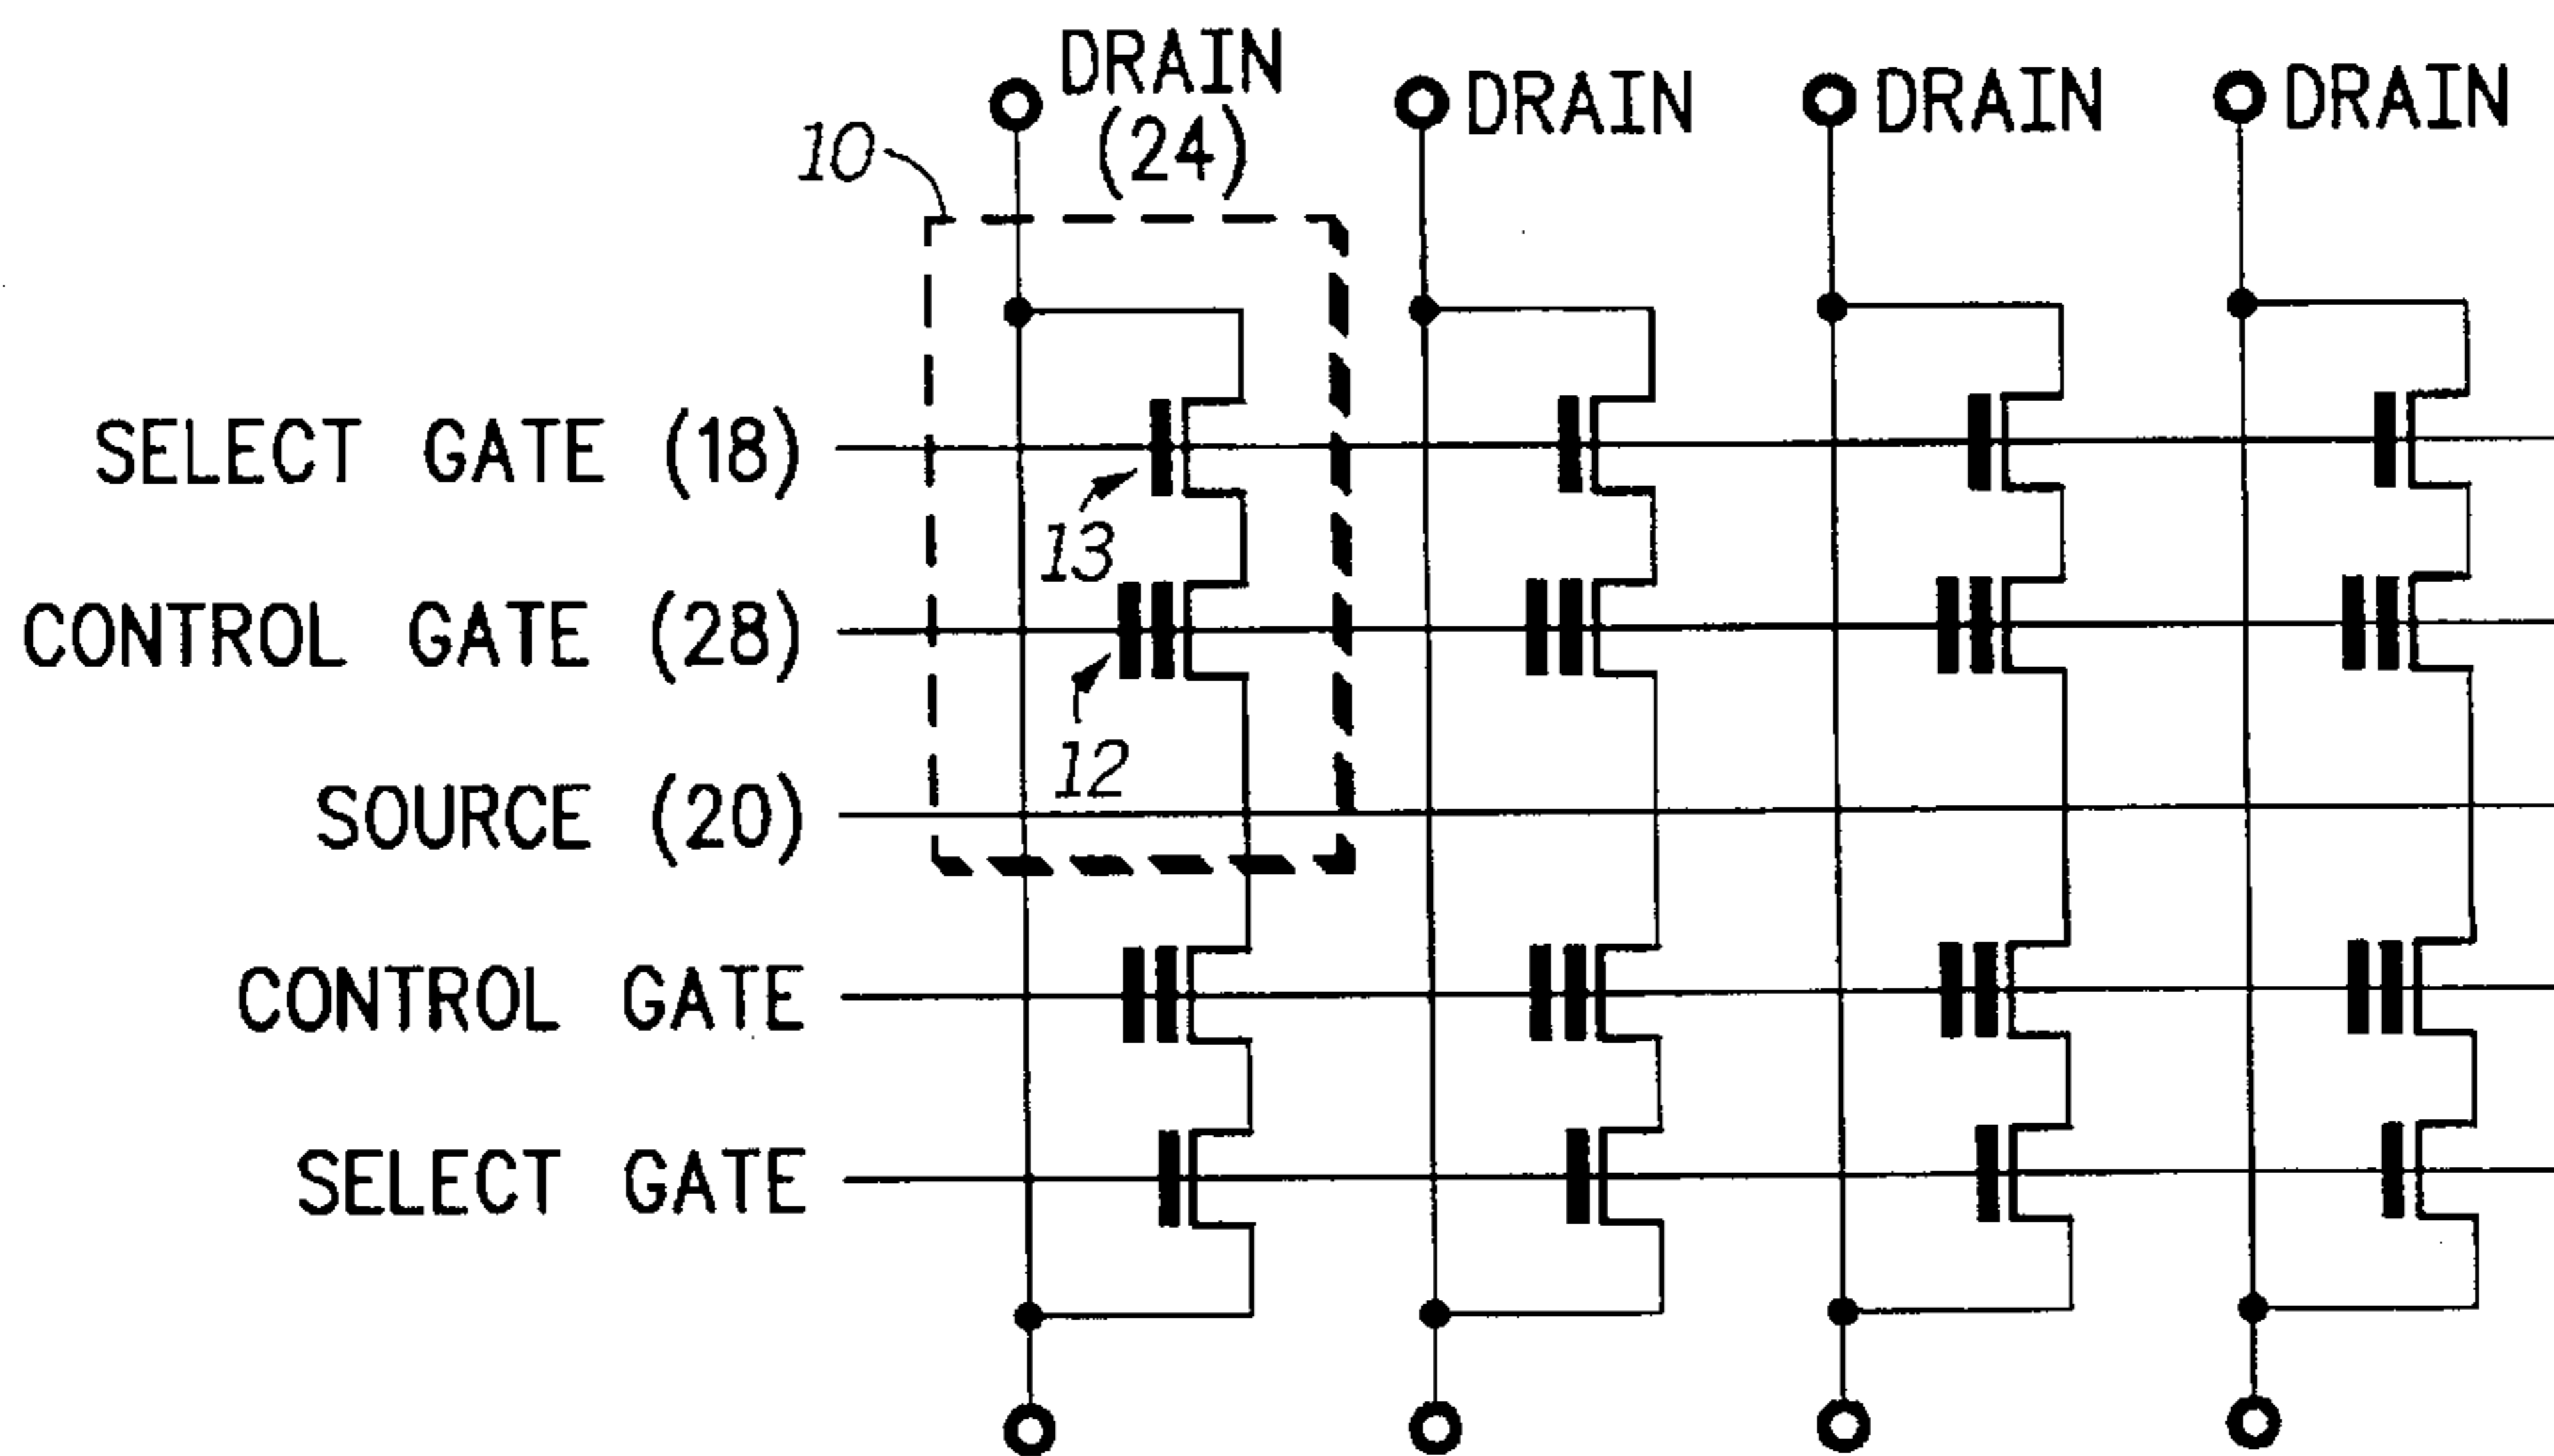 DRAIN
(24)
DRAIN
DRAIN
DRAIN
10
SELECT GATE (18)
13
CONTROL GATE (28)
12
SOURCE (20)
CONTROL GATE
SELECT GATE